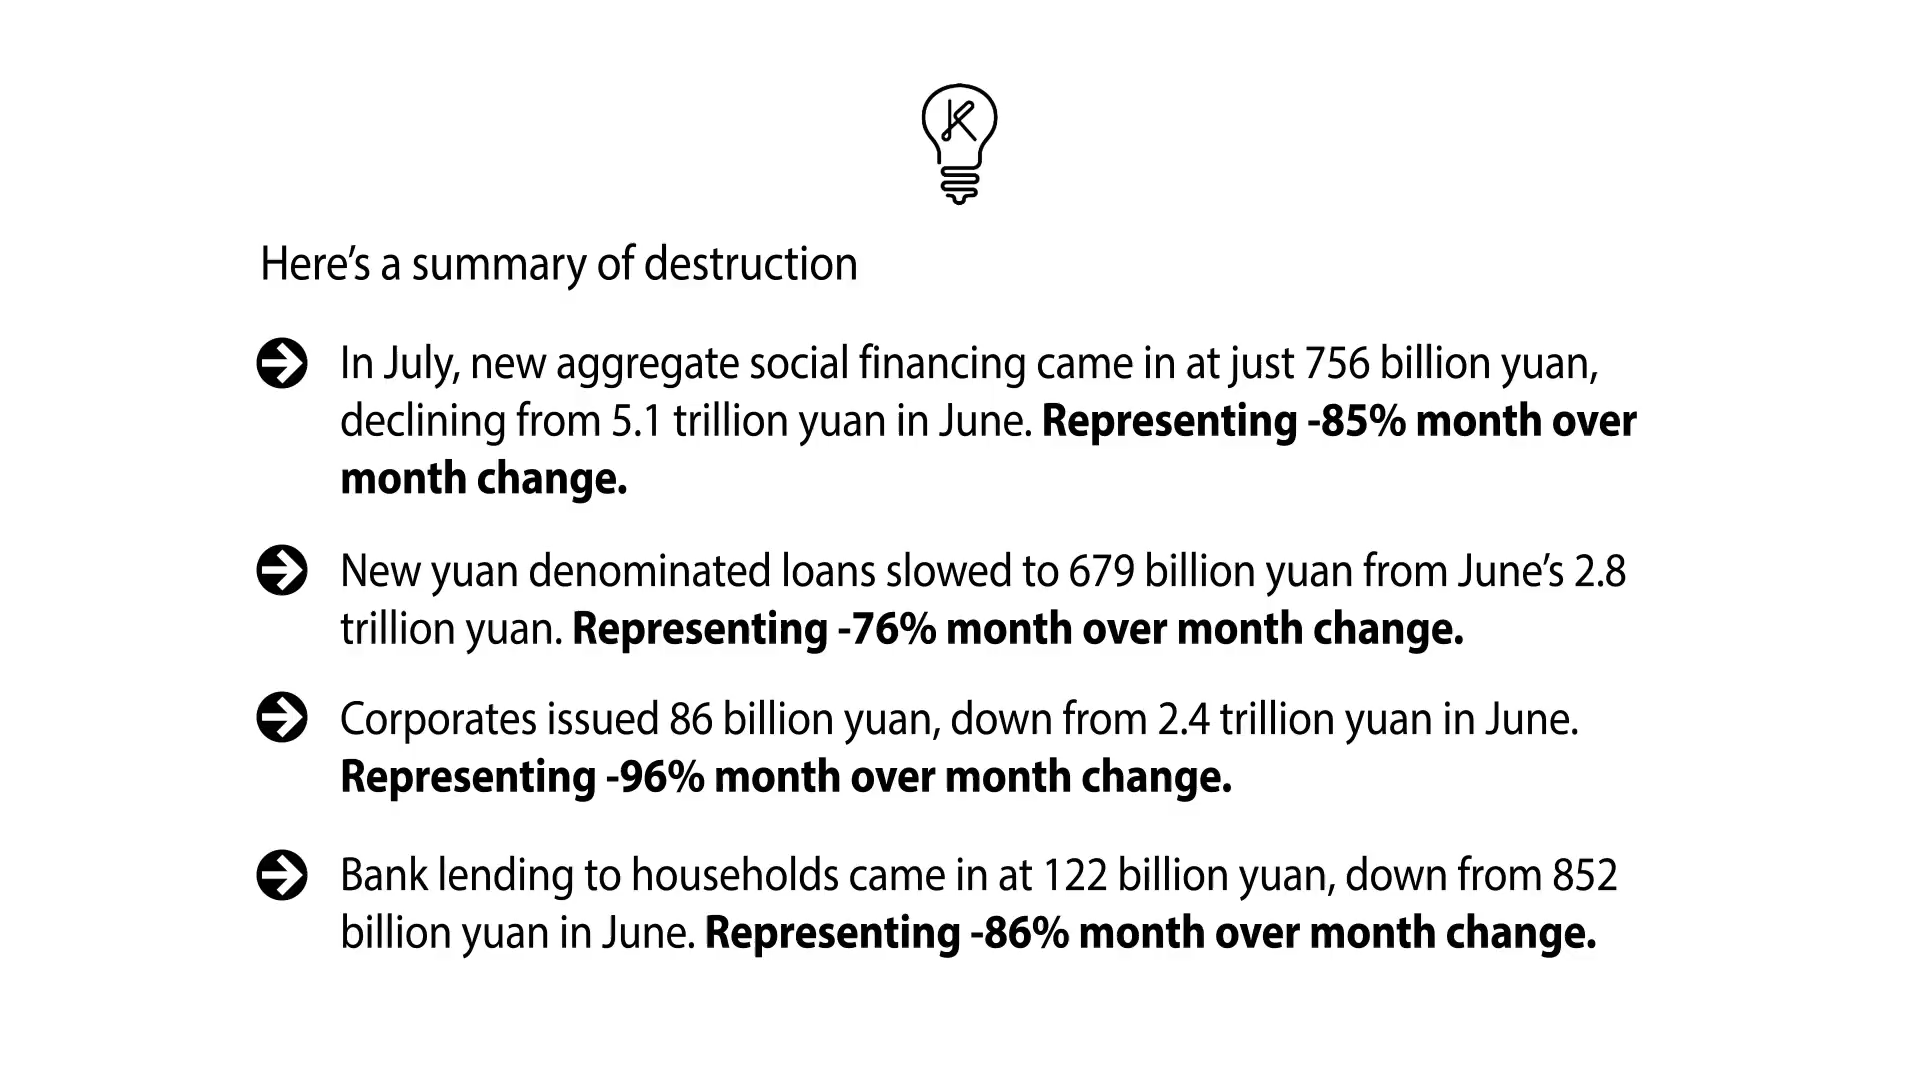 K
Here’s a summary of destruction
In July, new aggregate social financing came in at just 756 billion yuan,
declining from 5.1 trillion yuan in June. Representing -85% month over
month change.
New yuan denominated loans slowed to 679 billion yuan from June’s 2.8
trillion yuan. Representing -76% month over month change.
Corporates issued 86 billion yuan, down from 2.4 trillion yuan in June.
Representing -96% month over month change.
Bank lending to households came in at 122 billion yuan, down from 852
billion yuan in June. Representing -86% month over month change.